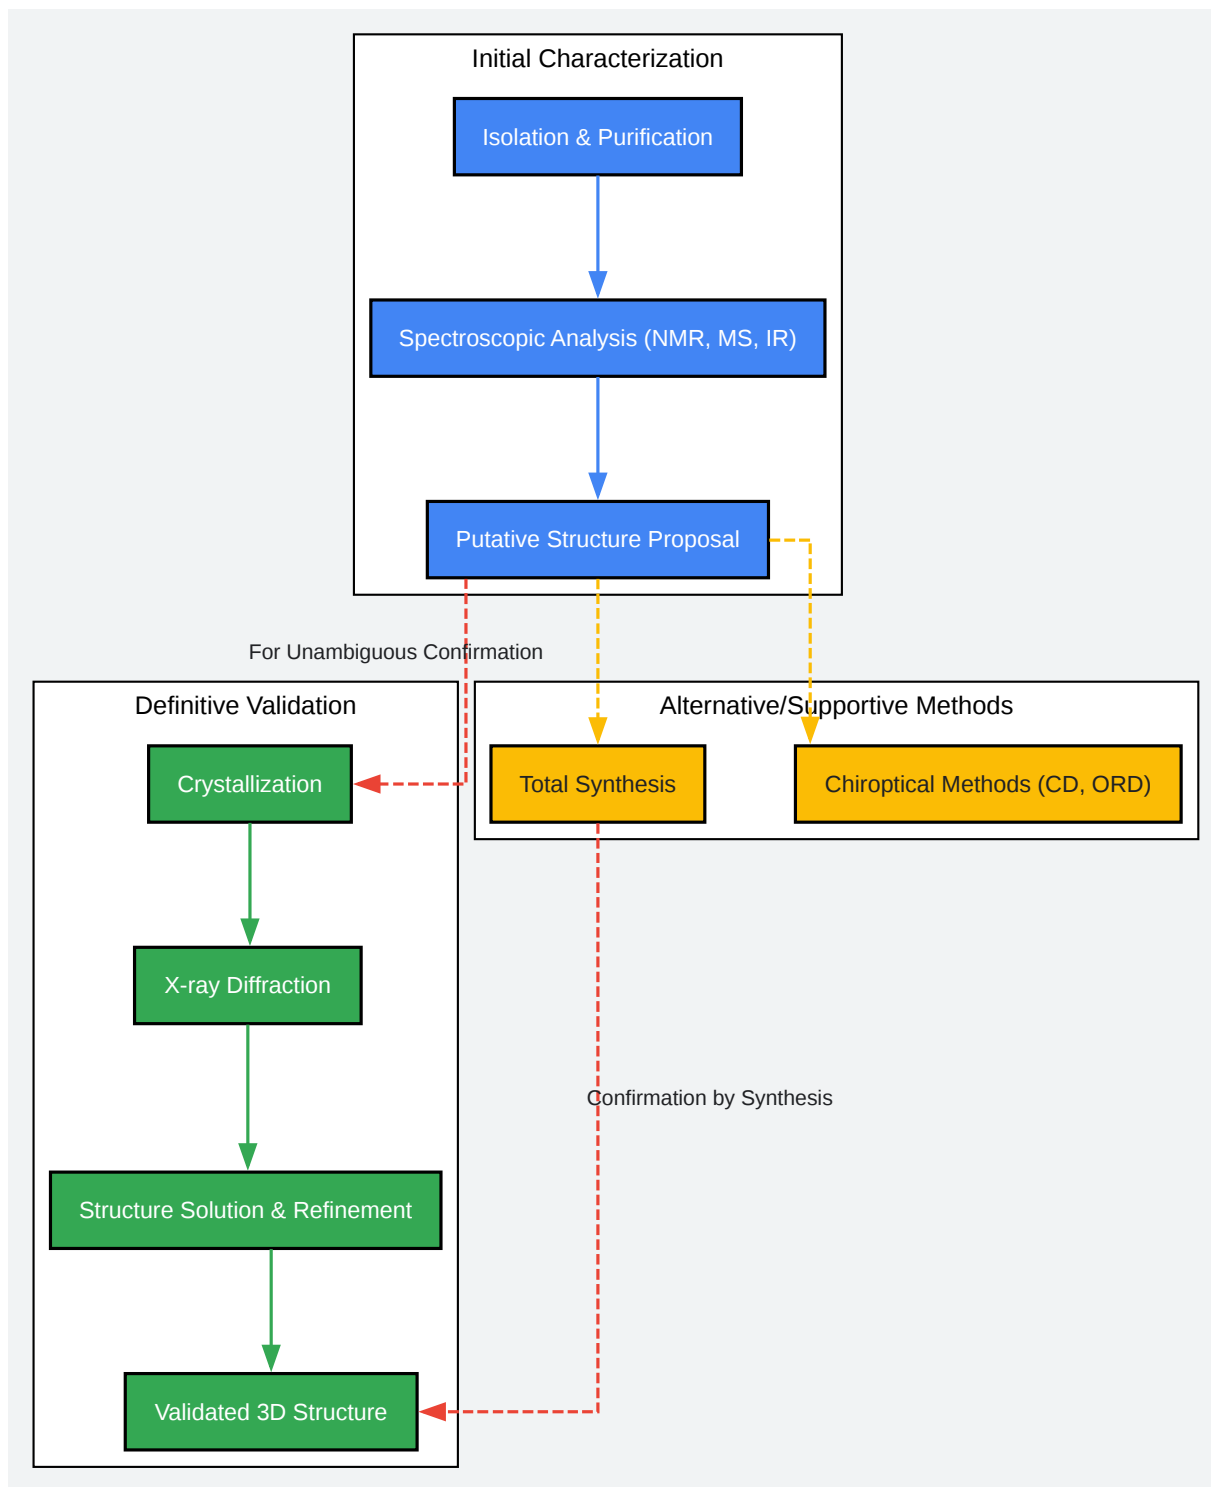 Initial Characterization
Isolation & Purification
Spectroscopic Analysis (NMR, MS, IR)
Putative Structure Proposal
For Unambiguous Confirmation
Definitive Validation
Crystallization
X-ray Diffraction
Structure Solution & Refinement
Validated 3D Structure
Alternative/Supportive Methods
Total Synthesis
Chiroptical Methods (CD, ORD)
Confirmation by Synthesis